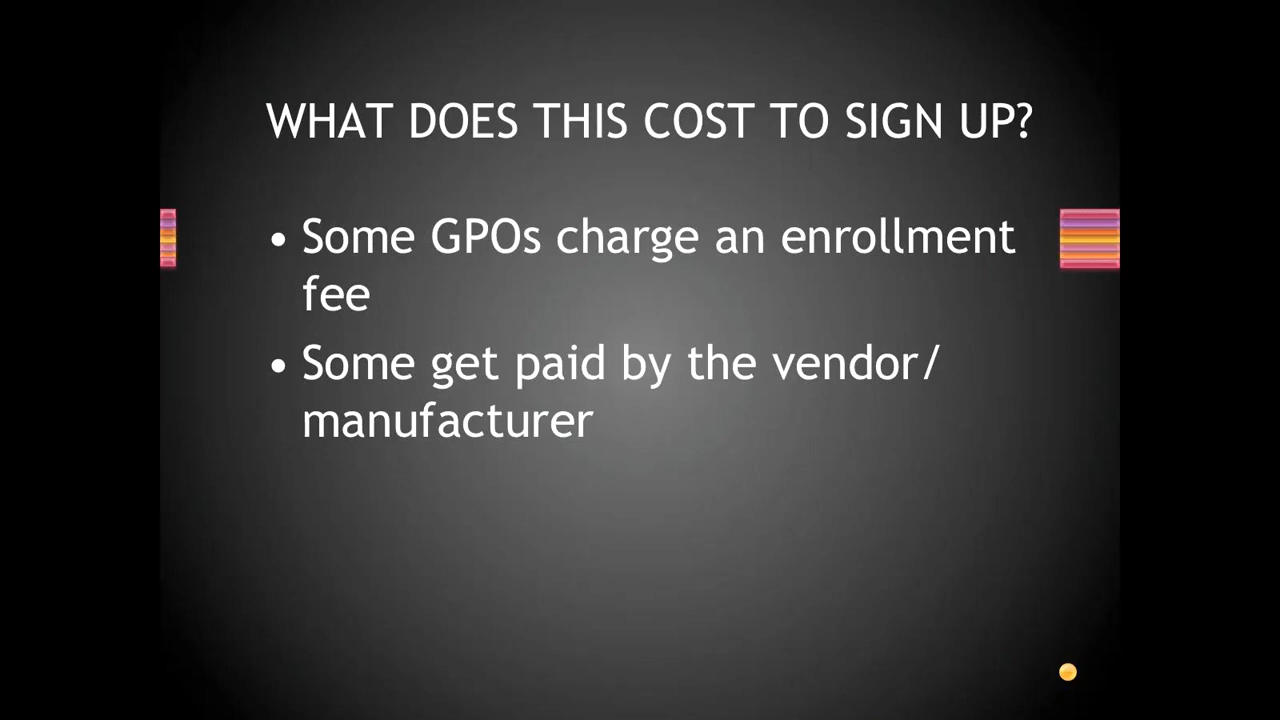 WHAT DOES THIS COST TO SIGN UP?
• Some GPOs charge an enrollment
fee
• Some get paid by the vendor/
manufacturer